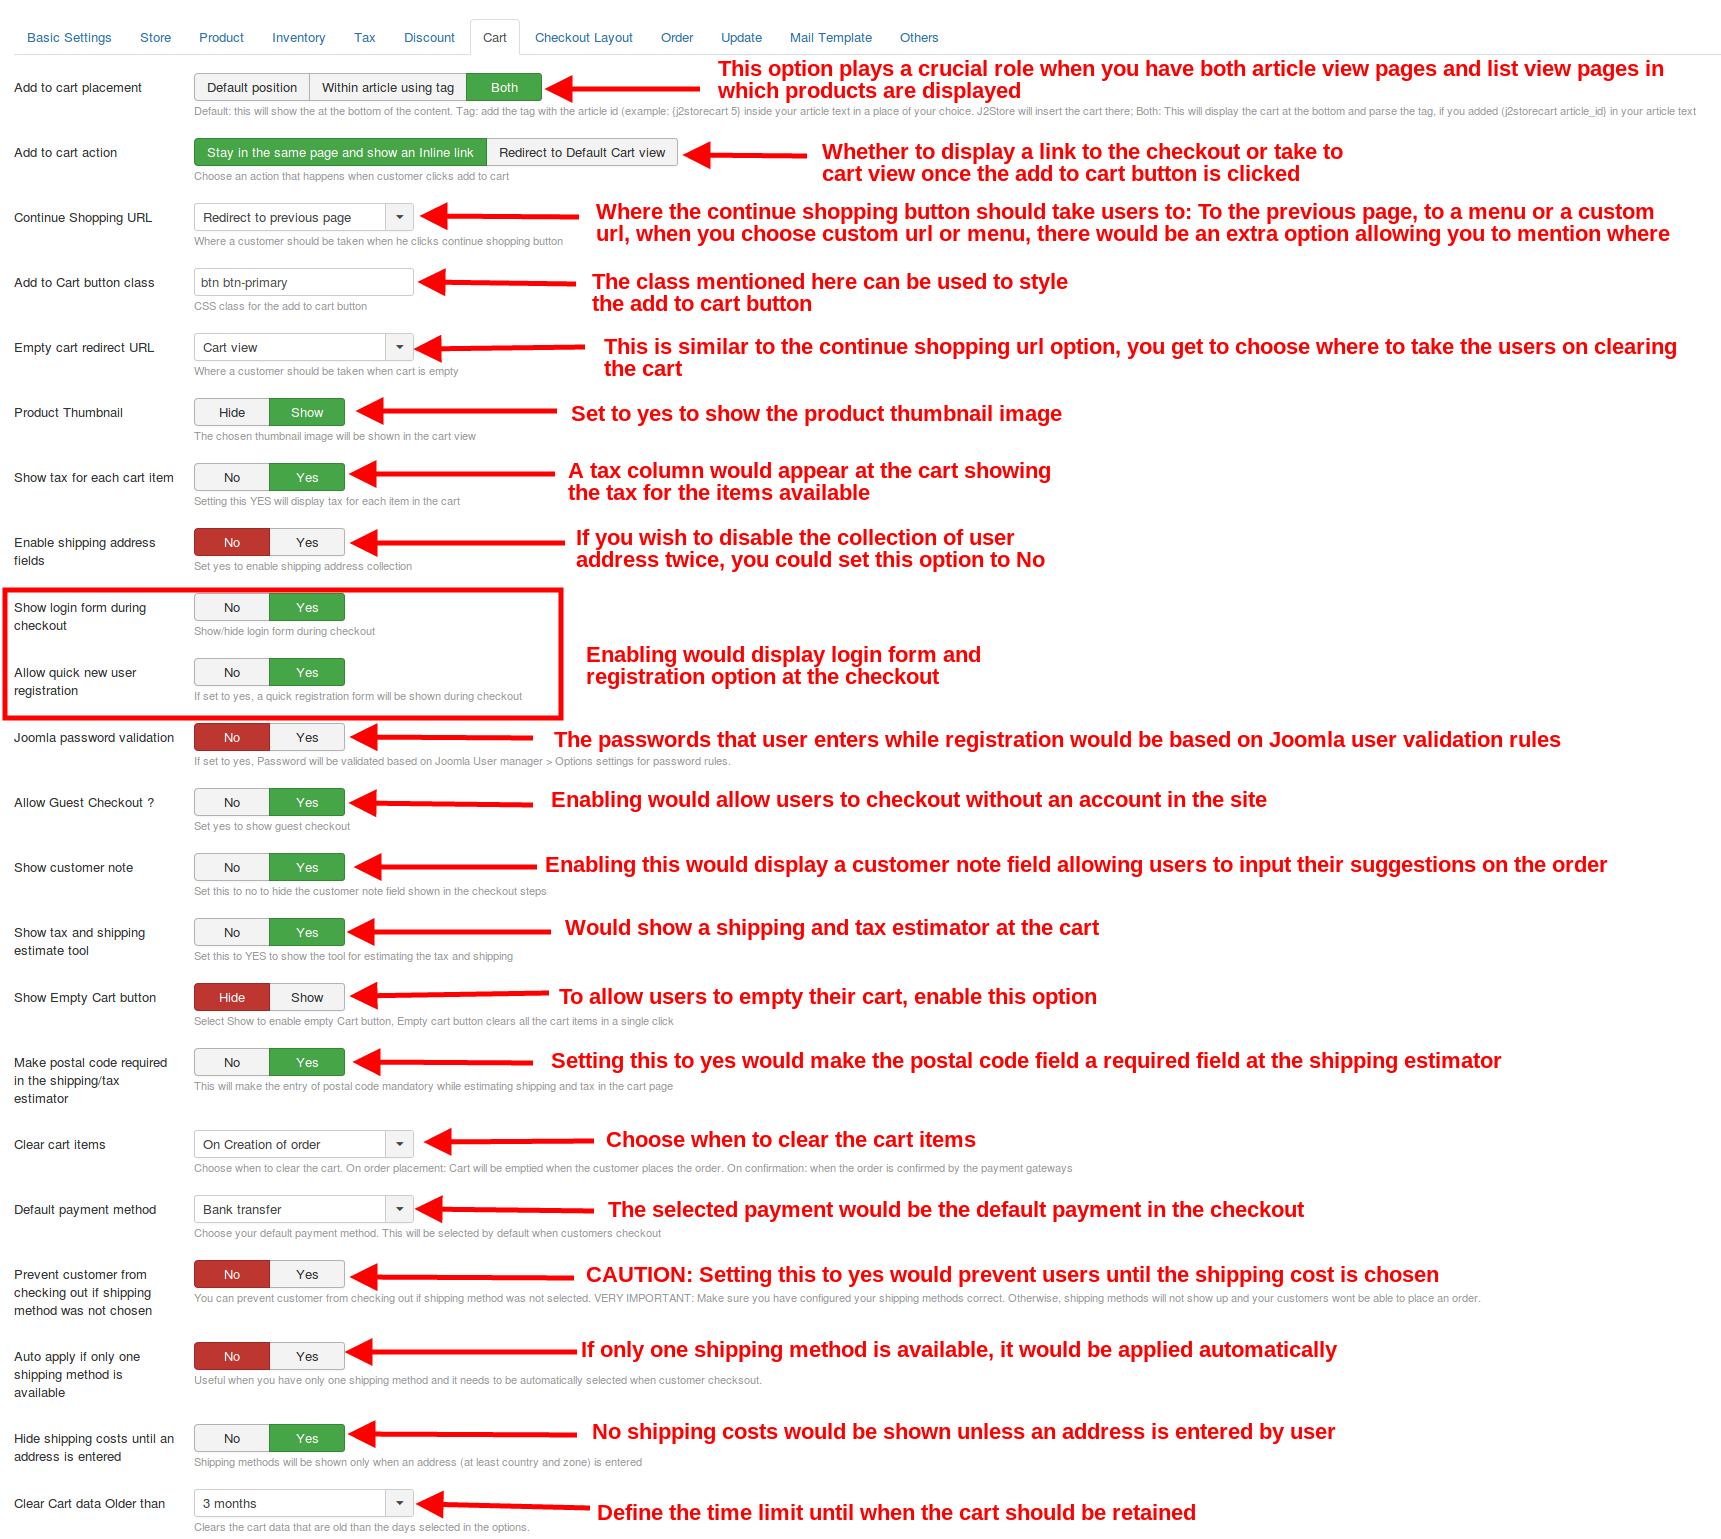 Basic Settings Store Product Inventory Tax Discount Cart Checkout Layout Order Update Mail Template Others
Add to cart placement Default position Within article using tag Both
This option plays a crucial role when you have both article view pages and list view pages in
which products are displayed
Default: this will show the at the bottom of the content. Tag: add the tag with the article id (example: {j2storecart 5} inside your article text in a place of your choice. J2Store will insert the cart there; Both: This will display the cart at the bottom and parse the tag, if you added {j2storecart article_id} in your article text
Add to cart action Stay in the same page and show an Inline link Redirect to Default Cart view
Choose an action that happens when customer clicks add to cart
Whether to display a link to the checkout or take to
cart view once the add to cart button is clicked
Continue Shopping URL Redirect to previous page
Where a customer should be taken when he clicks continue shopping button
Where the continue shopping button should take users to: To the previous page, to a menu or a custom
url, when you choose custom url or menu, there would be an extra option allowing you to mention where
Add to Cart button class btn btn-primary
CSS class for the add to cart button
The class mentioned here can be used to style
the add to cart button
Empty cart redirect URL Cart view
Where a customer should be taken when cart is empty
This is similar to the continue shopping url option, you get to choose where to take the users on clearing
the cart
Product Thumbnail Hide Show
The chosen thumbnail image will be shown in the cart view
Set to yes to show the product thumbnail image
Show tax for each cart item No Yes
Setting this YES will display tax for each item in the cart
A tax column would appear at the cart showing
the tax for the items available
Enable shipping address
fields
No Yes
Set yes to enable shipping address collection
If you wish to disable the collection of user
address twice, you could set this option to No
Show login form during
checkout
No Yes
Show/hide login form during checkout
Allow quick new user
registration
No Yes
If set to yes, a quick registration form will be shown during checkout
Enabling would display login form and
registration option at the checkout
Joomla password validation No Yes
If set to yes, Password will be validated based on Joomla User manager > Options settings for password rules.
The passwords that user enters while registration would be based on Joomla user validation rules
Allow Guest Checkout ? No Yes
Set yes to show guest checkout
Enabling would allow users to checkout without an account in the site
Show customer note No Yes
Set this to no to hide the customer note field shown in the checkout steps
Enabling this would display a customer note field allowing users to input their suggestions on the order
Show tax and shipping
estimate tool
No Yes
Set this to YES to show the tool for estimating the tax and shipping
Would show a shipping and tax estimator at the cart
Show Empty Cart button Hide Show
Select Show to enable empty Cart button, Empty cart button clears all the cart items in a single click
To allow users to empty their cart, enable this option
Make postal code required
in the shipping/tax
estimator
No Yes
This will make the entry of postal code mandatory while estimating shipping and tax in the cart page
Setting this to yes would make the postal code field a required field at the shipping estimator
Clear cart items On Creation of order
Choose when to clear the cart. On order placement: Cart will be emptied when the customer places the order. On confirmation: when the order is confirmed by the payment gateways
Choose when to clear the cart items
Default payment method Bank transfer
Choose your default payment method. This will be selected by default when customers checkout
The selected payment would be the default payment in the checkout
Prevent customer from
checking out if shipping
method was not chosen
No Yes
You can prevent customer from checking out if shipping method was not selected. VERY IMPORTANT: Make sure you have configured your shipping methods correct. Otherwise, shipping methods will not show up and your customers wont be able to place an order.
CAUTION: Setting this to yes would prevent users until the shipping cost is chosen
Auto apply if only one
shipping method is
available
No Yes
Useful when you have only one shipping method and it needs to be automatically selected when customer checksout.
If only one shipping method is available, it would be applied automatically
Hide shipping costs until an
address is entered
No Yes
Shipping methods will be shown only when an address (at least country and zone) is entered
No shipping costs would be shown unless an address is entered by user
Clear Cart data Older than 3 months
Clears the cart data that are old than the days selected in the options.
Define the time limit until when the cart should be retained